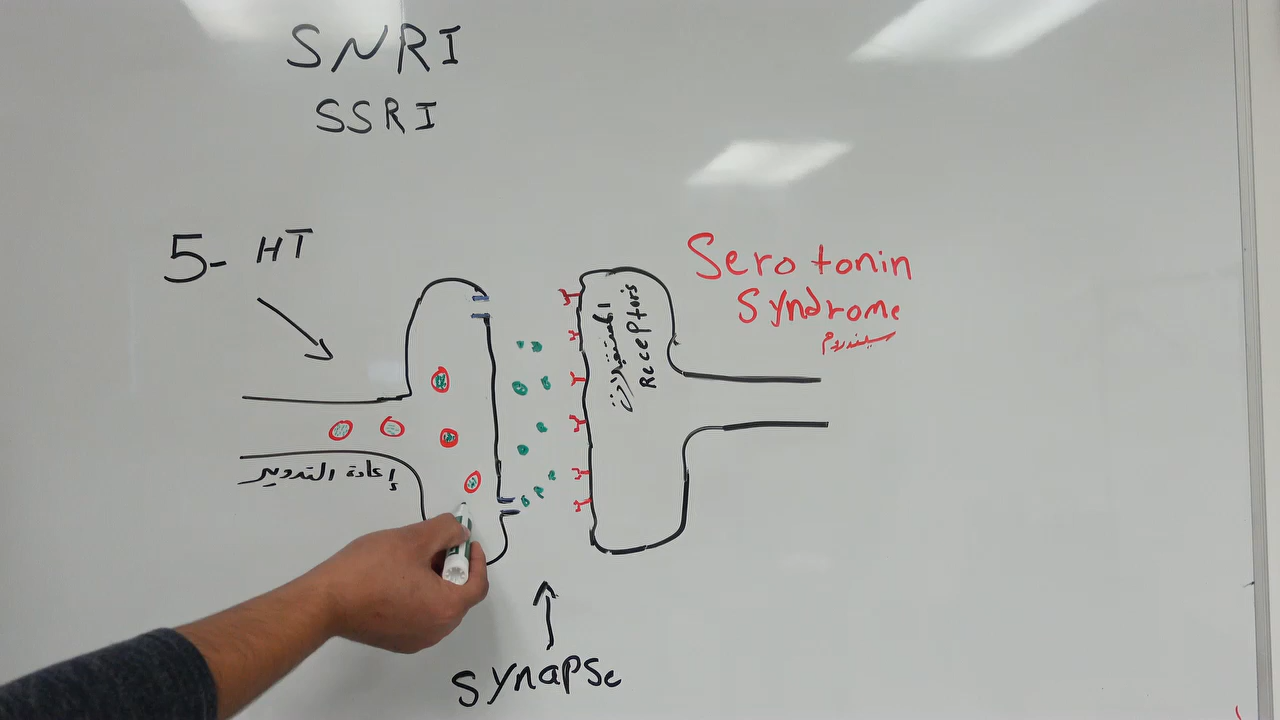 SNRI
SSRI
5-HT
Serotonin
Syndrome
سيندروم
المستقبلات
Receptors
إعادة التدوير
Synapse